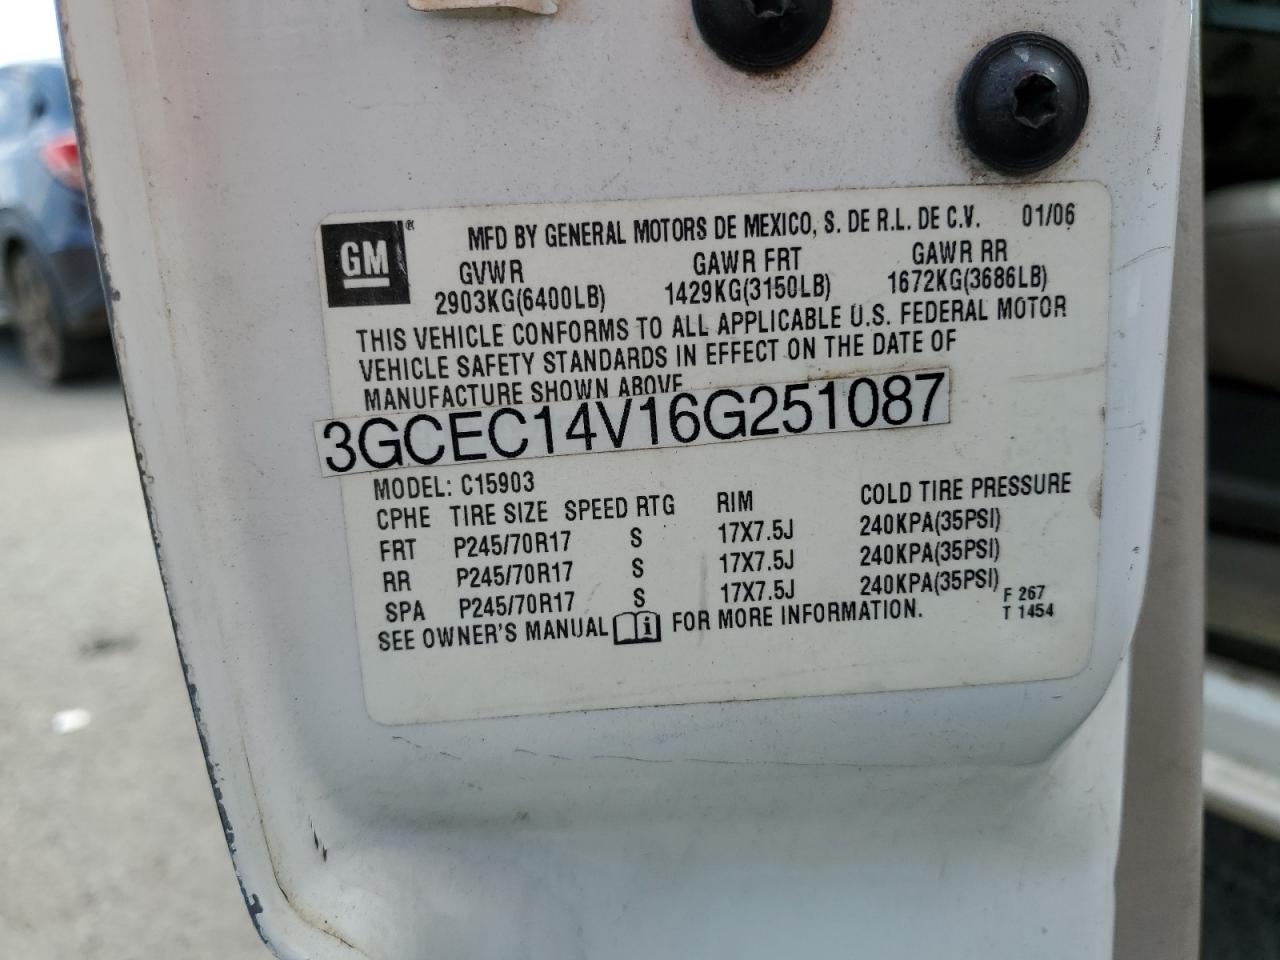 GM® MFD BY GENERAL MOTORS DE MEXICO, S. DE R.L. DE C.V. 01/06
GVWR GAWR FRT GAWR RR
2903KG(6400LB) 1429KG(3150LB) 1672KG(3686LB)
THIS VEHICLE CONFORMS TO ALL APPLICABLE U.S. FEDERAL MOTOR
VEHICLE SAFETY STANDARDS IN EFFECT ON THE DATE OF
MANUFACTURE SHOWN ABOVE
3GCEC14V16G251087
MODEL: C15903
CPHE TIRE SIZE SPEED RTG RIM COLD TIRE PRESSURE
FRT P245/70R17 S 17X7.5J 240KPA(35PSI)
RR P245/70R17 S 17X7.5J 240KPA(35PSI)
SPA P245/70R17 S 17X7.5J 240KPA(35PSI)
SEE OWNER'S MANUAL i FOR MORE INFORMATION.
F 267
T 1454